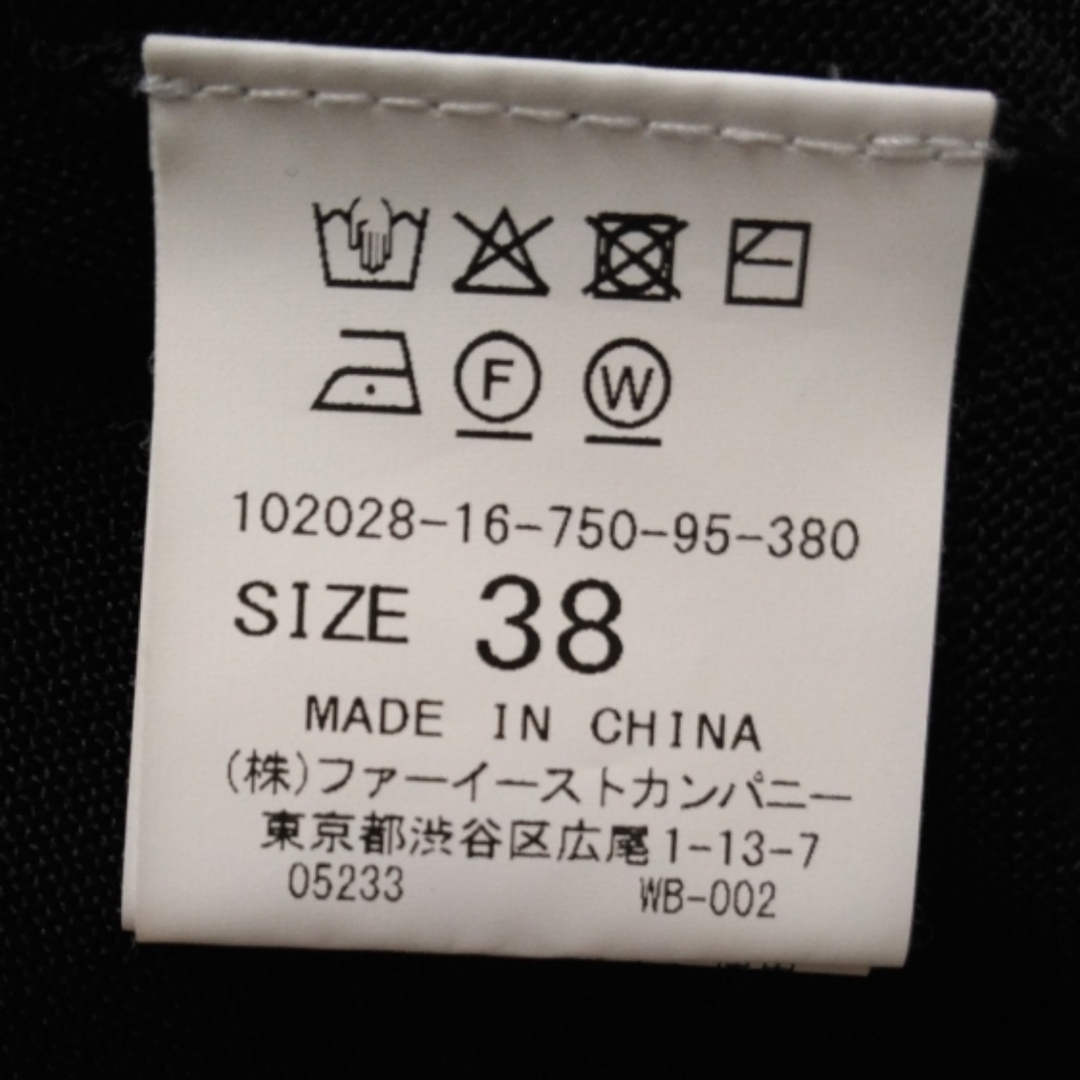 F W
102028-16-750-95-380
SIZE 38
MADE IN CHINA
(株)ファーイーストカンパニー
東京都渋谷区広尾1-13-7
05233 WB-002